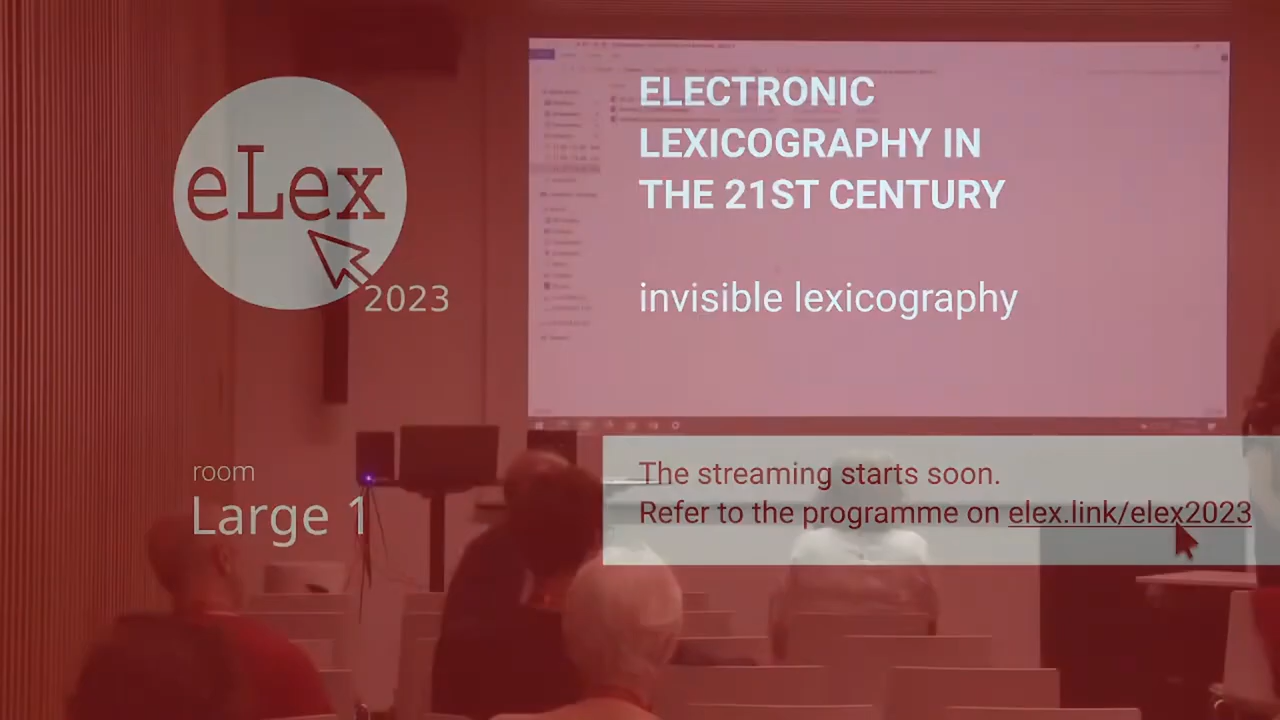 eLex
2023
ELECTRONIC
LEXICOGRAPHY IN
THE 21ST CENTURY
invisible lexicography
room
Large 1
The streaming starts soon.
Refer to the programme on elex.link/elex2023